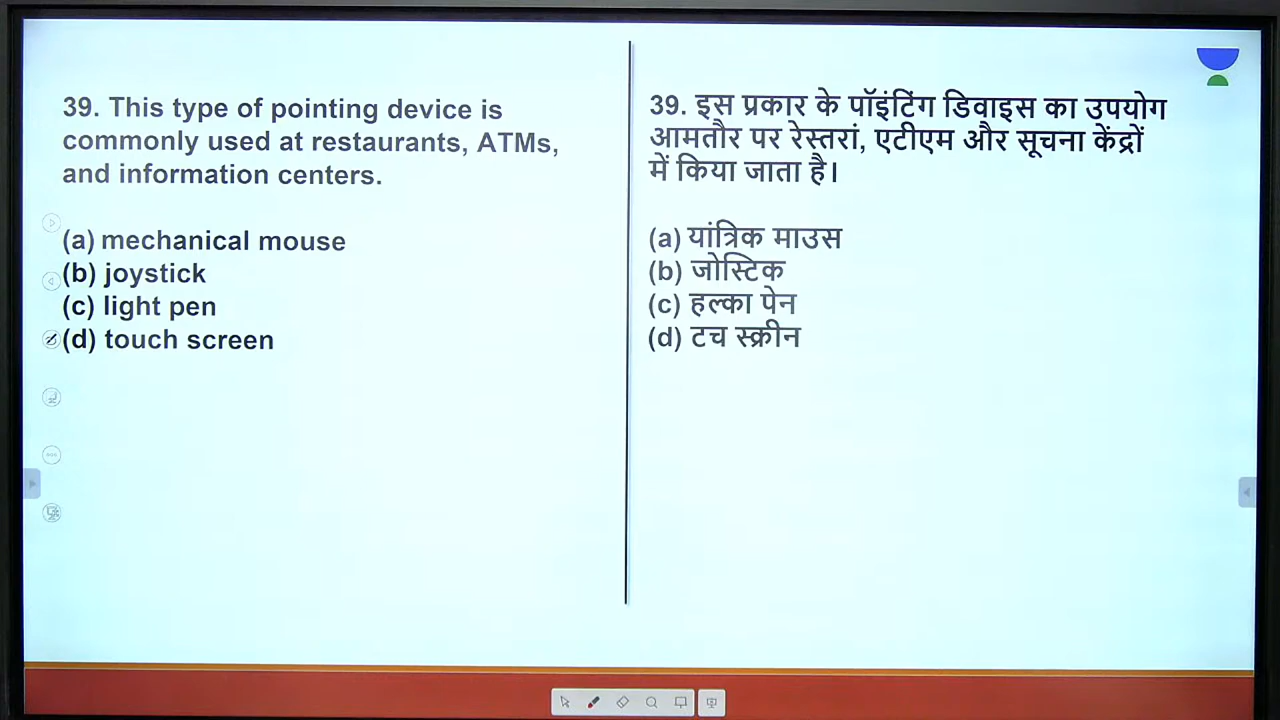 39. This type of pointing device is
commonly used at restaurants, ATMs,
and information centers.
(a) mechanical mouse
(b) joystick
(c) light pen
(d) touch screen
39. इस प्रकार के पॉइंटिंग डिवाइस का उपयोग
आमतौर पर रेस्तरां, एटीएम और सूचना केंद्रों
में किया जाता है।
(a) यांत्रिक माउस
(b) जोस्टिक
(c) हल्का पेन
(d) टच स्क्रीन